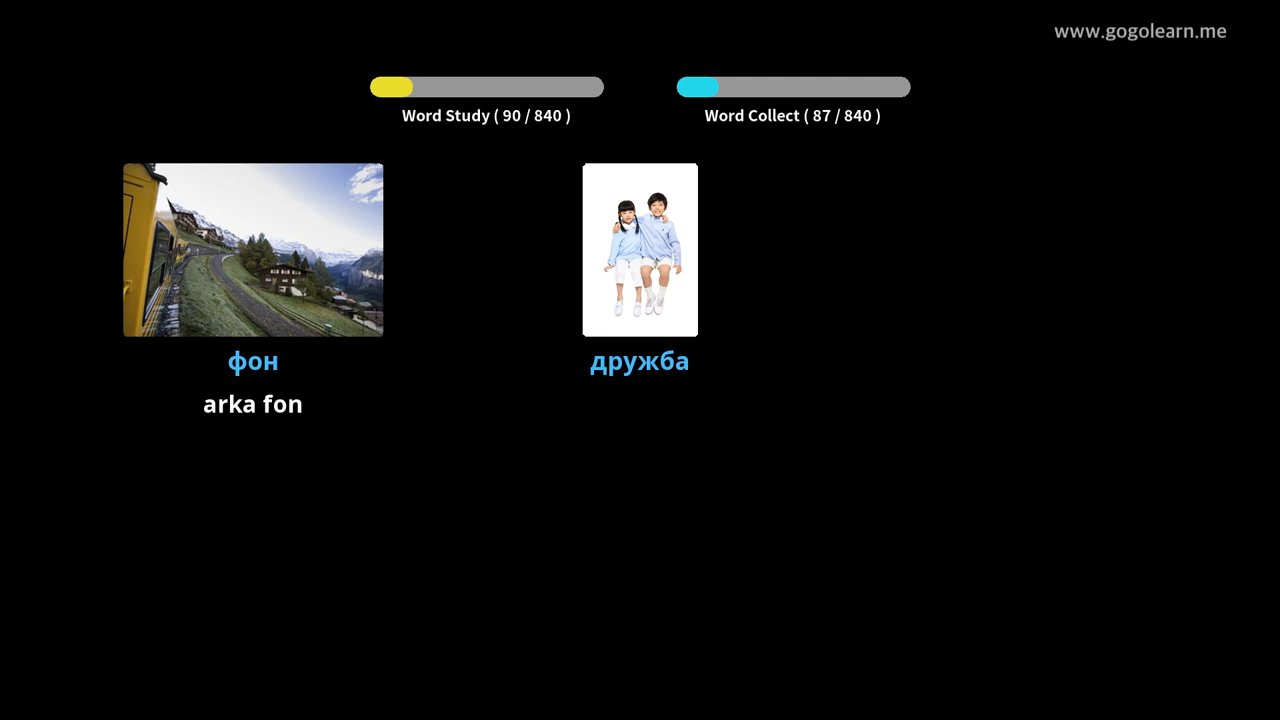 www.gogolearn.me
Word Study ( 90 / 840 )
Word Collect ( 87 / 840 )
фон
arka fon
дружба